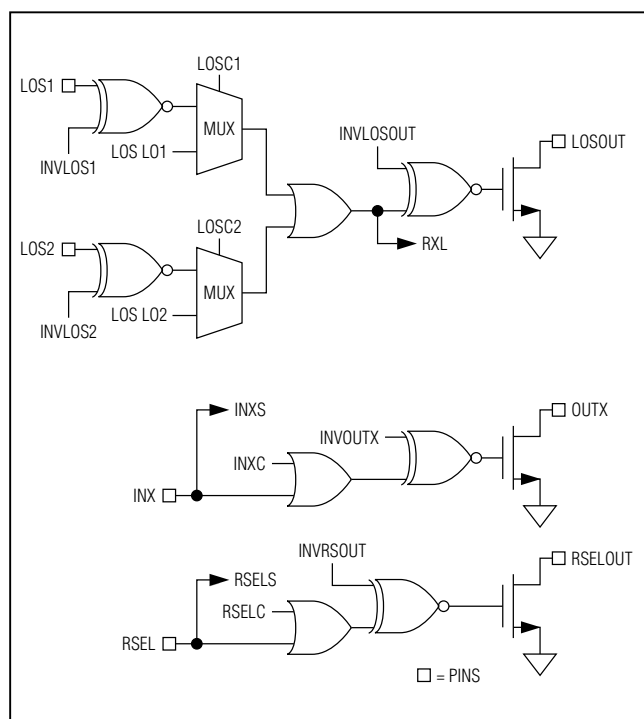 LOSC1
LOS1
MUX
INVLOS1
LOS LO1
INVLOSOUT
LOSOUT
RXL
LOSC2
LOS2
MUX
INVLOS2
LOS LO2
INXS
OUTX
INVOUTX
INXC
INX
INVRSOUT
RSELOUT
RSELS
RSELC
RSEL
= PINS